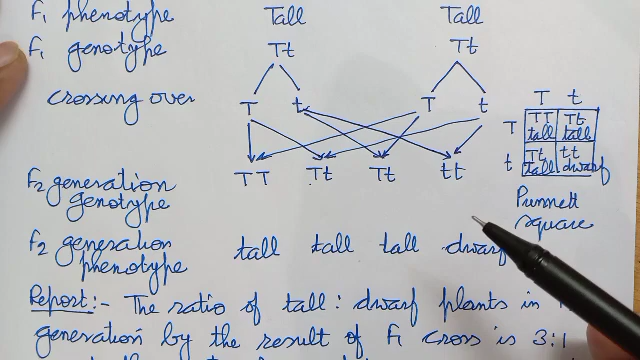 F₁ phenotype Tall Tall
F₁ genotype Tt Tt
crossing over T t T t
T t
T TT Tt
tall tall
t Tt tt
tall dwarf
Punnett
square
F₂ generation TT Tt Tt tt
genotype
F₂ generation tall tall tall dwarf
phenotype
Report:- The ratio of tall : dwarf plants in
generation by the result of F₁ cross is 3:1